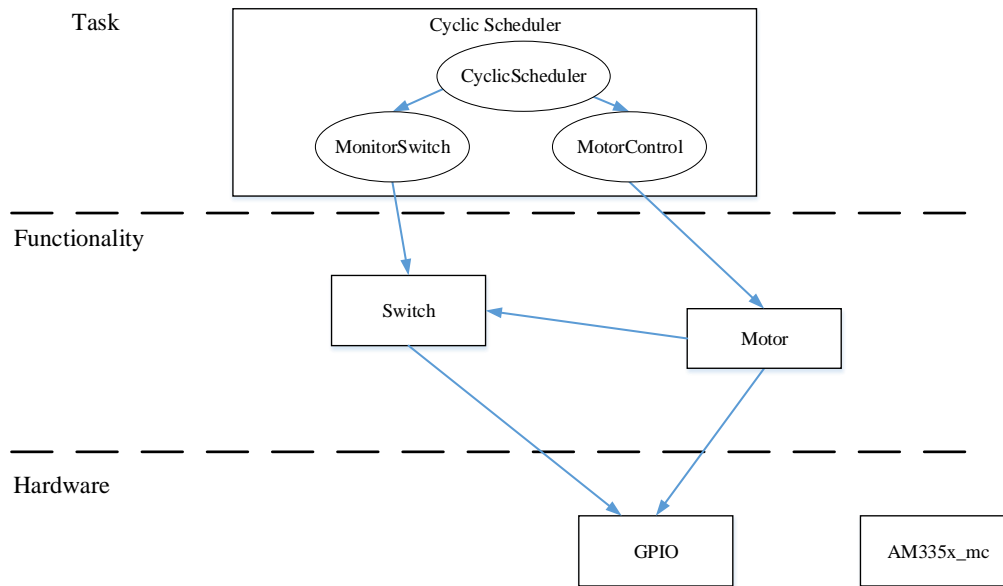 Task
Cyclic Scheduler
CyclicScheduler
MonitorSwitch
MotorControl
Functionality
Switch
Motor
Hardware
GPIO
AM335x_mc